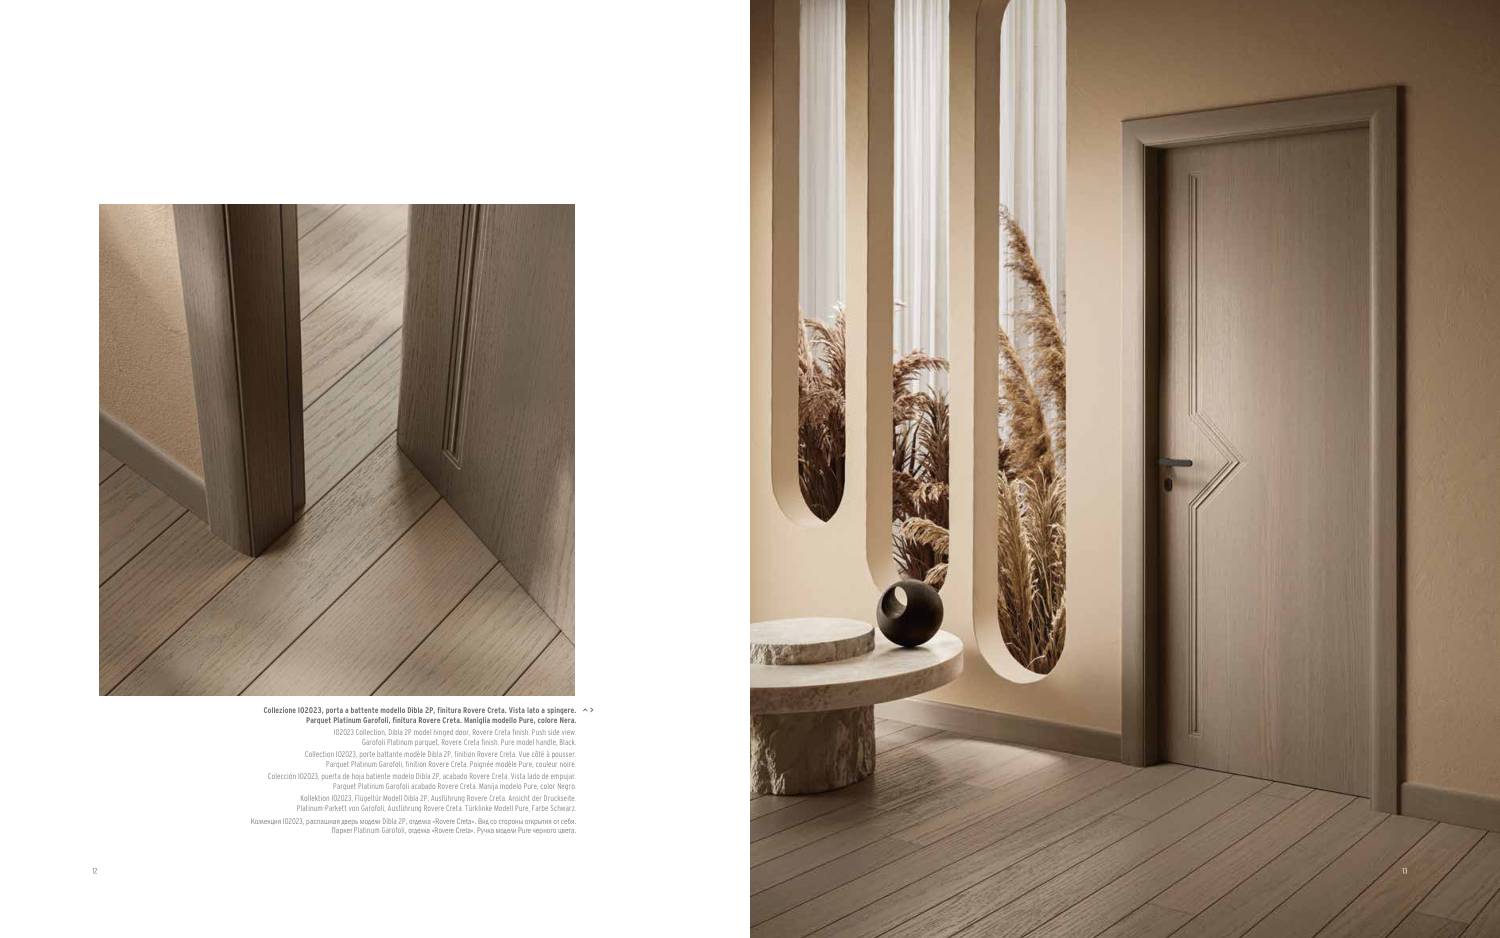 Collezione IO2023, porta a battente modello Dibla 2P, finitura Rovere Creta. Vista lato a spingere.
Parquet Platinum Garofoli, finitura Rovere Creta. Maniglia modello Pure, colore Nera.
IO2023 Collection, Dibla 2P model hinged door, Rovere Creta finish. Push side view.
Garofoli Platinum parquet, Rovere Creta finish. Pure model handle, Black.
Collection IO2023, porte battante modèle Dibla 2P, finition Rovere Creta. Vue côté à pousser.
Parquet Platinum Garofoli, finition Rovere Creta. Poignée modèle Pure, couleur noire.
Colección IO2023, puerta de hoja batiente modelo Dibla 2P, acabado Rovere Creta. Vista lado de empujar.
Parquet Platinum Garofoli acabado Rovere Creta. Manija modelo Pure, color Negro.
Kollektion IO2023, Flügeltür Modell Dibla 2P, Ausführung Rovere Creta. Ansicht der Druckseite.
Platinum-Parkett von Garofoli, Ausführung Rovere Creta. Türklinke Modell Pure, Farbe Schwarz.
Коллекция IO2023, распашная дверь модели Dibla 2P, отделка «Rovere Creta». Вид со стороны открытия от себя.
Паркет Platinum Garofoli, отделка «Rovere Creta». Ручка модели Pure черного цвета.
12
13